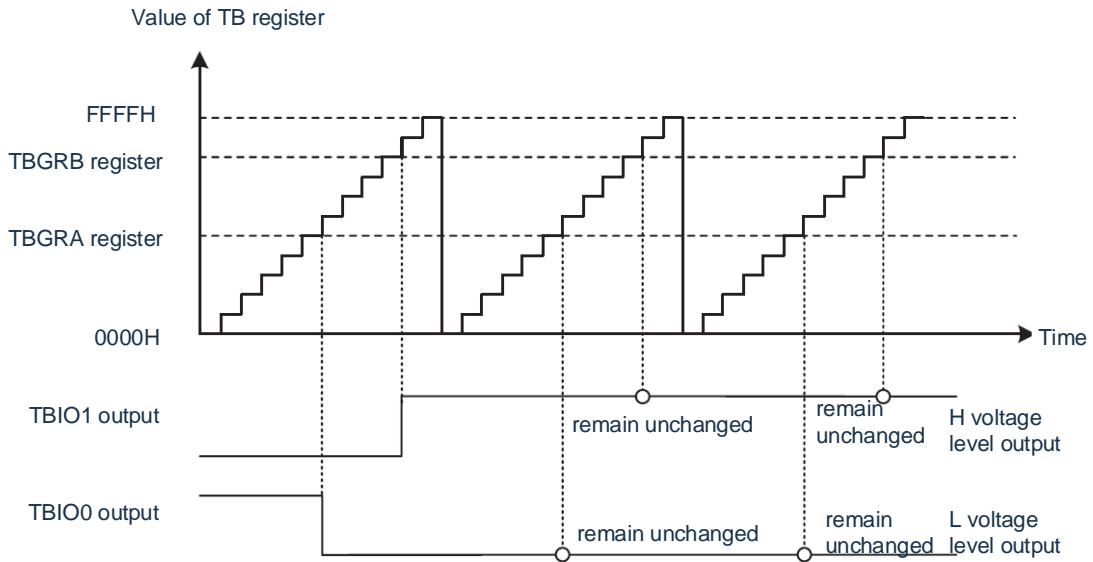 Value of TB register
FFFFH
TBGRB register
TBGRA register
0000H
Time
TBIO1 output
remain unchanged
remain
unchanged
H voltage
level output
TBIO0 output
remain unchanged
remain
unchanged
L voltage
level output